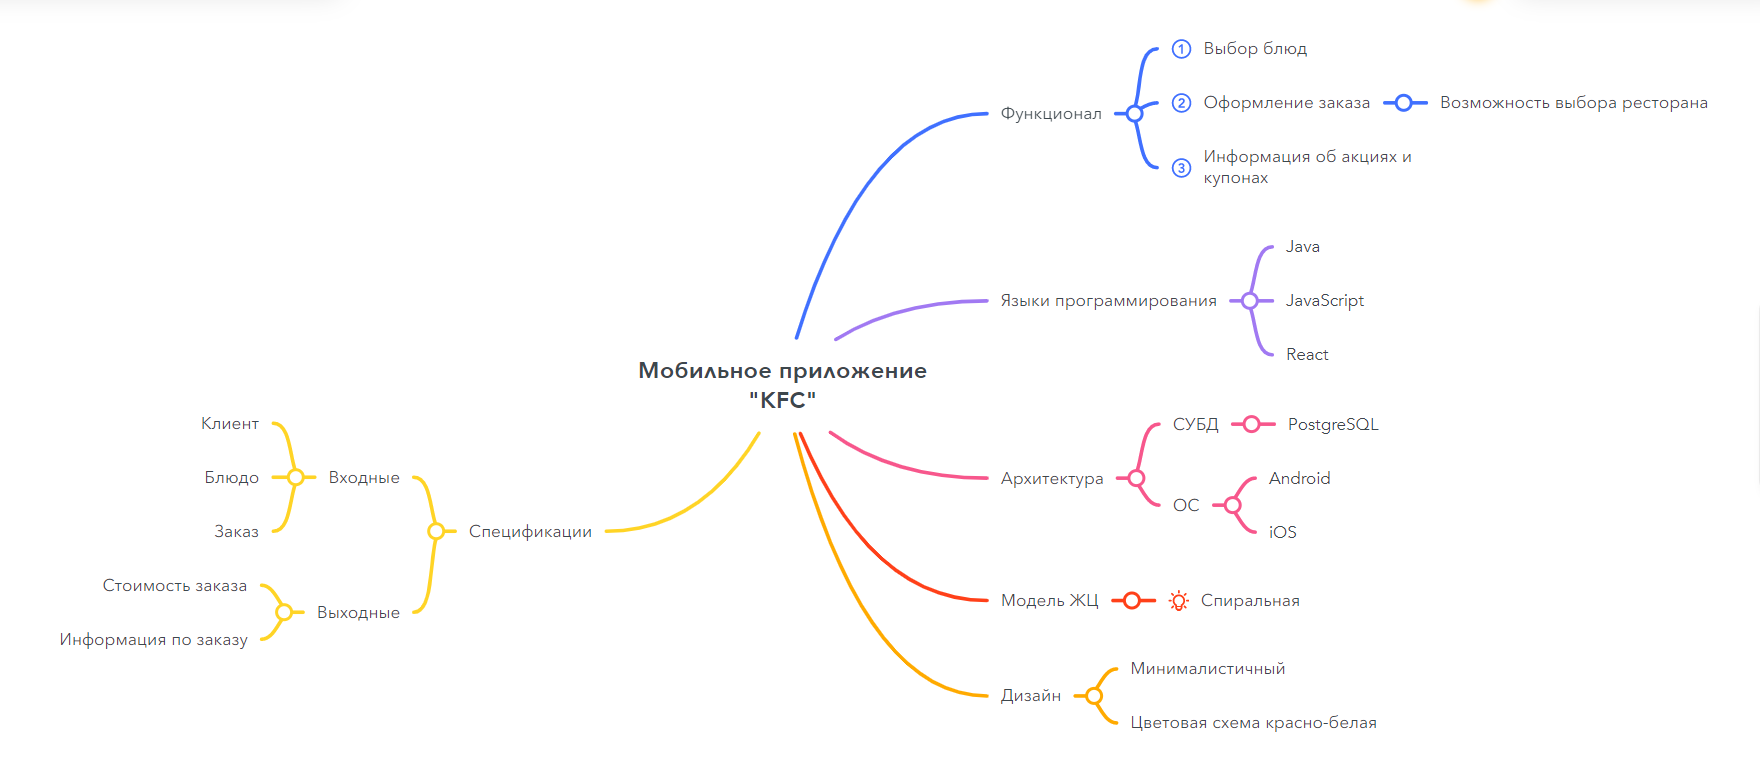 Мобильное приложение
"KFC"
Функционал
1 Выбор блюд
2 Оформление заказа
Возможность выбора ресторана
3 Информация об акциях и
купонах
Языки программирования
Java
JavaScript
React
Архитектура
СУБД
PostgreSQL
ОС
Android
iOS
Модель ЖЦ
Спиральная
Дизайн
Минималистичный
Цветовая схема красно-белая
Спецификации
Входные
Клиент
Блюдо
Заказ
Выходные
Стоимость заказа
Информация по заказу